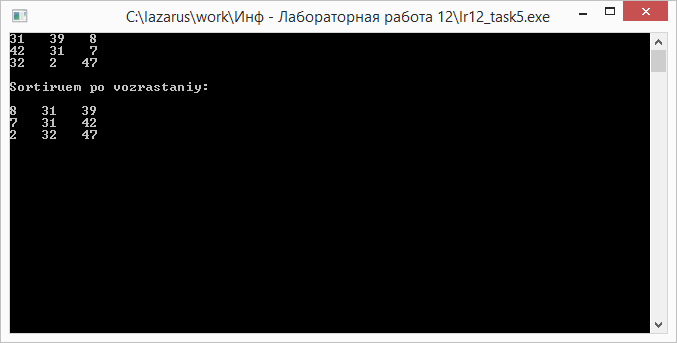 C:\lazarus\work\Инф - Лабораторная работа 12\lr12_task5.exe
31 39 8
42 31 7
32 2 47
Sortiruem po vozrastaniy:
8 31 39
7 31 42
2 32 47